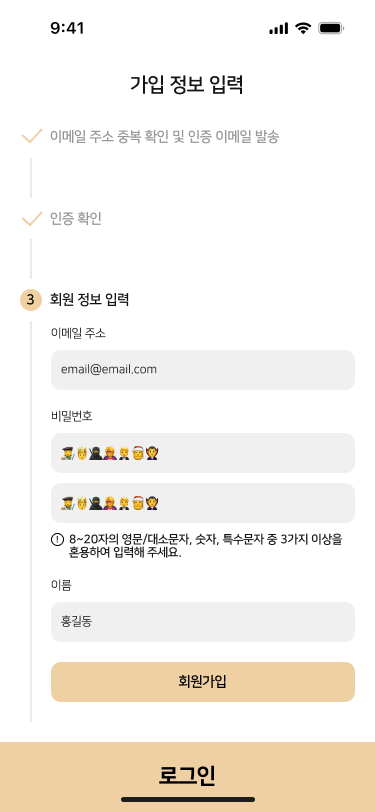 9:41
가입 정보 입력
이메일 주소 중복 확인 및 인증 이메일 발송
인증 확인
3 회원 정보 입력
이메일 주소
email@email.com
비밀번호
8~20자의 영문/대소문자, 숫자, 특수문자 중 3가지 이상을
혼용하여 입력해 주세요.
이름
홍길동
회원가입
로그인